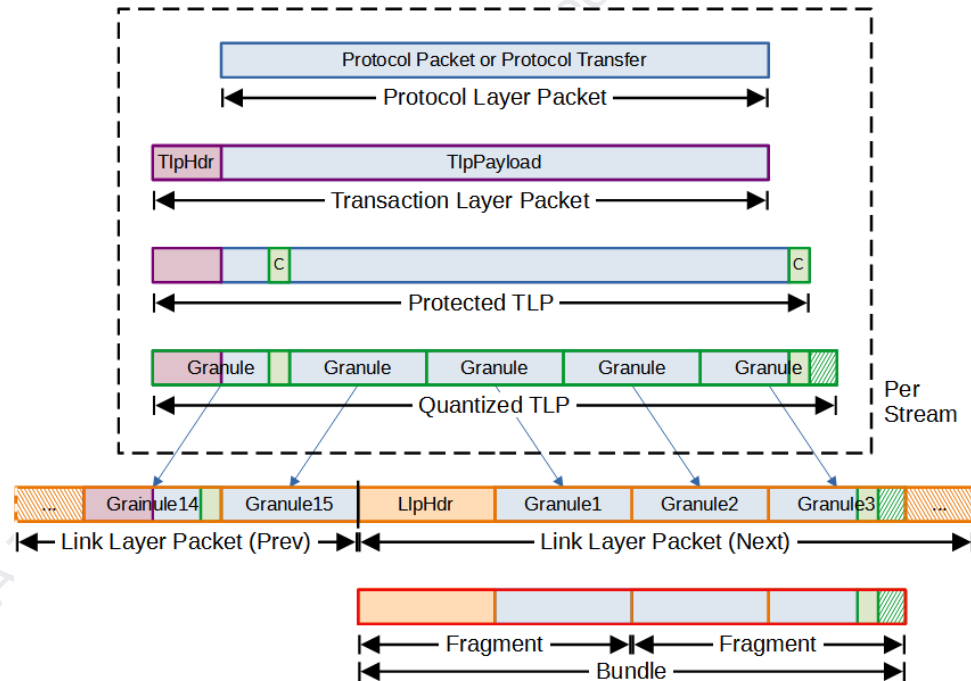 Protocol Packet or Protocol Transfer
Protocol Layer Packet
TlpHdr TlpPayload
Transaction Layer Packet
C C
Protected TLP
Granule Granule Granule Granule Granule
Quantized TLP
Per
Stream
... Grainule14 Granule15 LlpHdr Granule1 Granule2 Granule3 ...
Link Layer Packet (Prev) Link Layer Packet (Next)
Fragment Fragment
Bundle